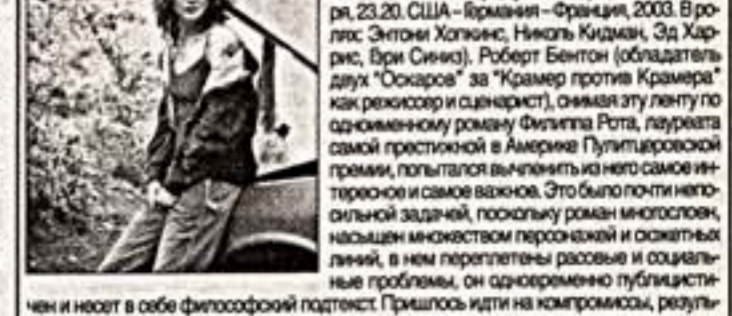 ря, 23.20. США – Германия – Франция, 2003. В ро-
лях: Энтони Хопкинс, Николь Кидман, Эд Хар-
рис, Гэри Синиз). Роберт Бентон (обладатель
двух "Оскаров" за "Крамер против Крамера"
как режиссер и сценарист), снимая эту ленту по
одноименному роману Филиппа Рота, лауреата
самой престижной в Америке Пулитцеровской
премии, попытался вычленить из него самое ин-
тересное и самое важное. Это было почти непо-
сильной задачей, поскольку роман многослоен,
насыщен множеством персонажей и сюжетных
линий, в нем переплетены расовые и социаль-
ные проблемы, он одновременно публицисти-
чен и несет в себе философский подтекст. Пришлось идти на компромиссы, резуль-